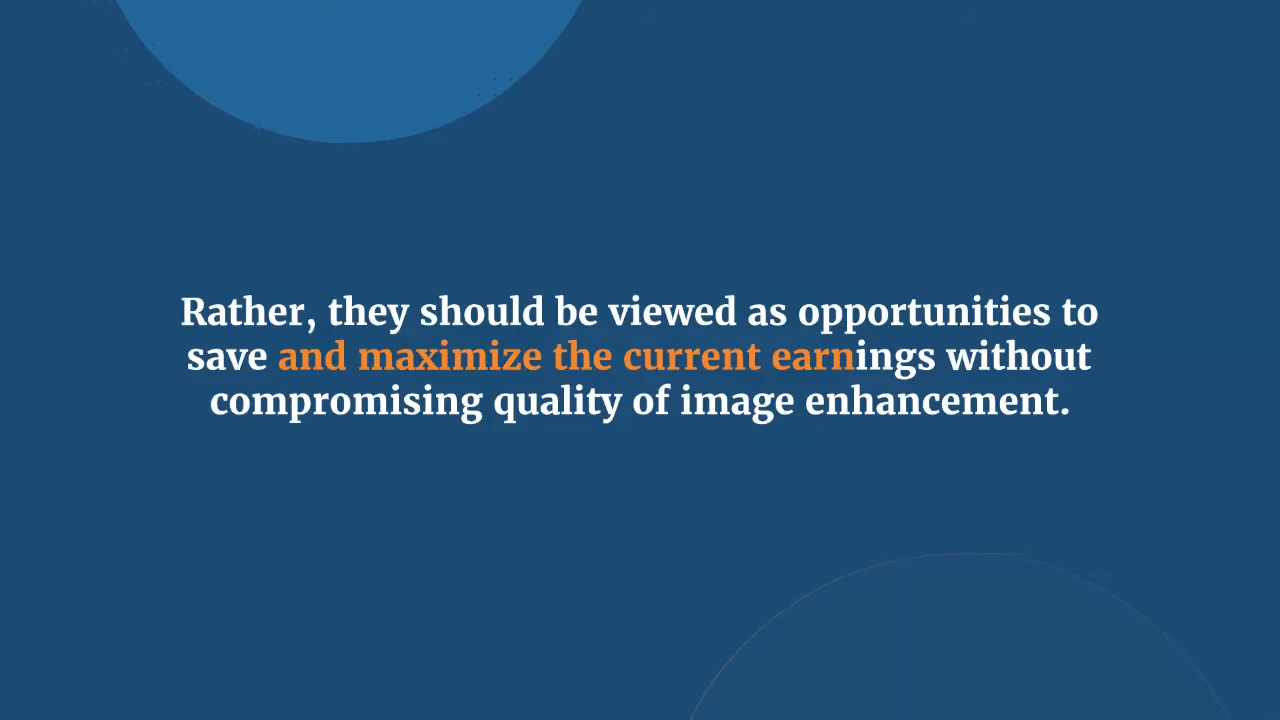 Rather, they should be viewed as opportunities to
save and maximize the current earnings without
compromising quality of image enhancement.